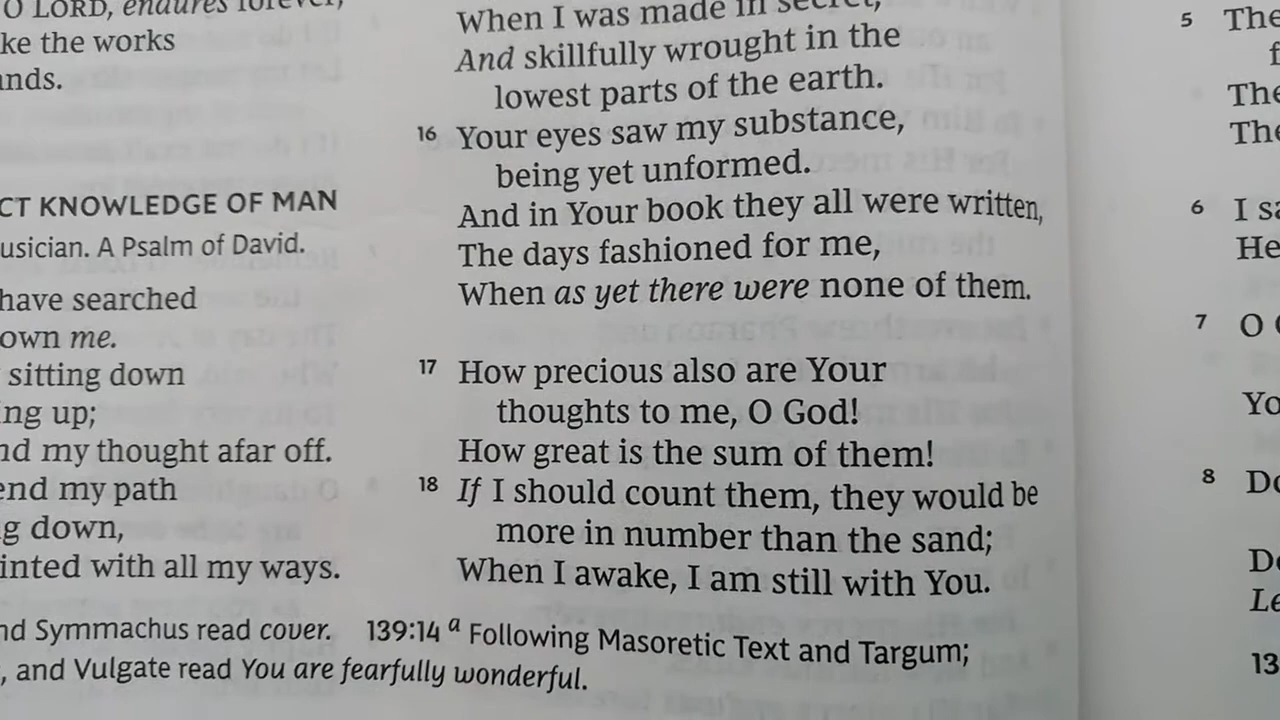 O LORD, endures forever,
ke the works
nds.
CT KNOWLEDGE OF MAN
usician. A Psalm of David.
have searched
own me.
sitting down
ng up;
nd my thought afar off.
end my path
g down,
inted with all my ways.
When I was made in secret,
And skillfully wrought in the
lowest parts of the earth.
16 Your eyes saw my substance,
being yet unformed.
And in Your book they all were written,
The days fashioned for me,
When as yet there were none of them.
17 How precious also are Your
thoughts to me, O God!
How great is the sum of them!
18 If I should count them, they would be
more in number than the sand;
When I awake, I am still with You.
nd Symmachus read cover. 139:14 a Following Masoretic Text and Targum;
, and Vulgate read You are fearfully wonderful.
5 The
f
The
The
6 I sa
He
7 O
Yo
8 Do
De
Le
13